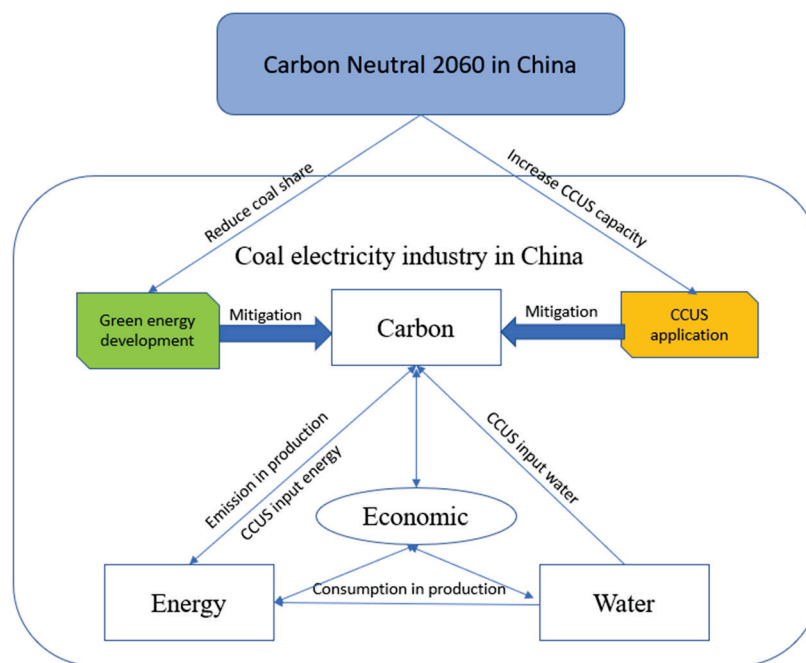 Carbon Neutral 2060 in China
Reduce coal share
Increase CCUS capacity
Coal electricity industry in China
Green energy
development
Mitigation
Carbon
Mitigation
CCUS
application
Emission in production
CCUS input energy
CCUS input water
Economic
Energy
Consumption in production
Water